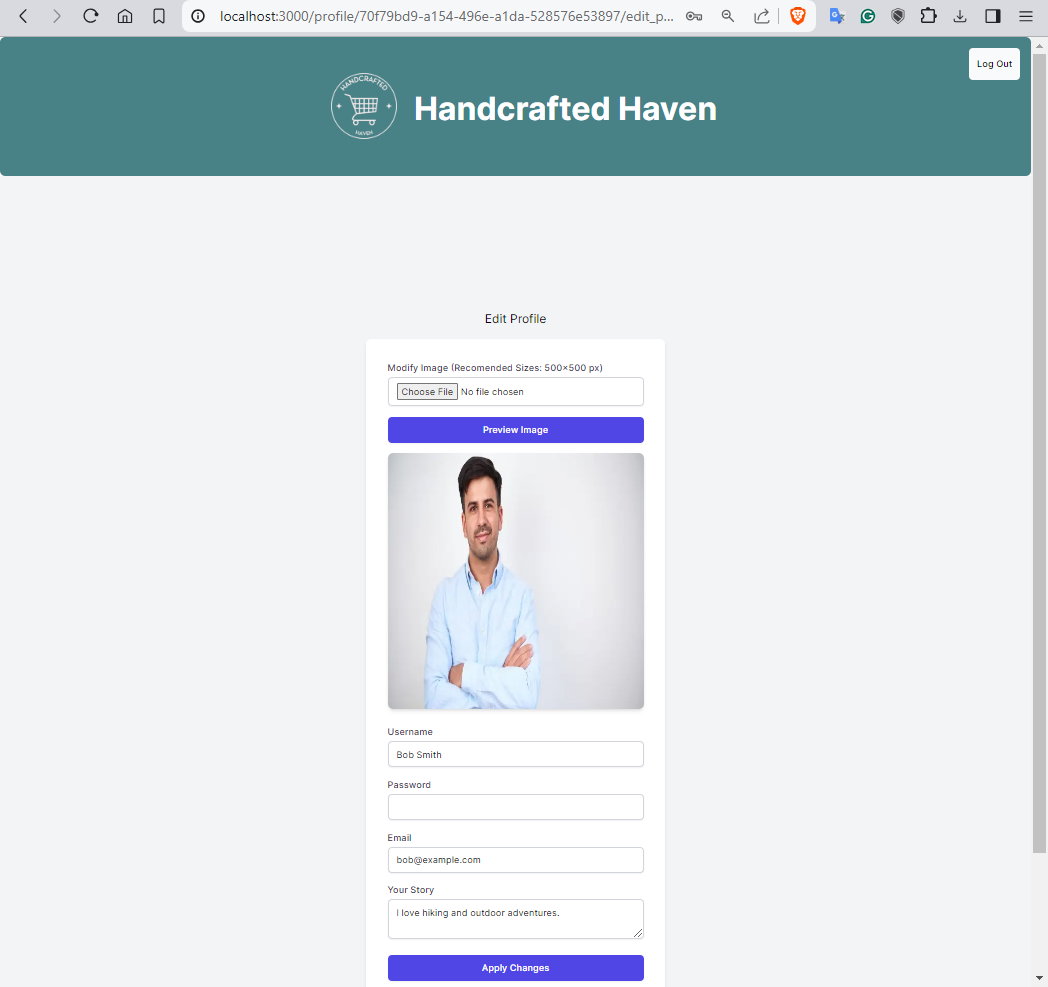 localhost:3000/profile/70f79bd9-a154-496e-a1da-528576e53897/edit_p...
Log Out
HANDCRAFTED
HAVEN
Handcrafted Haven
Edit Profile
Modify Image (Recomended Sizes: 500x500 px)
Choose File No file chosen
Preview Image
Username
Bob Smith
Password
Email
bob@example.com
Your Story
I love hiking and outdoor adventures.
Apply Changes